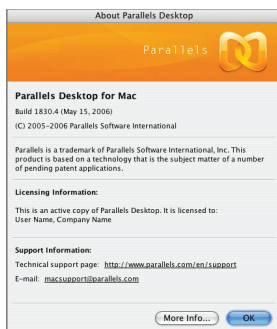 About Parallels Desktop
Parallels
Parallels Desktop for Mac
Build 1830.4 (May 15, 2006)
(C) 2005-2006 Parallels Software International
Parallels is a trademark of Parallels Software International, Inc. This
product is based on a technology that is the subject matter of a number
of pending patent applications.
Licensing Information:
This is an active copy of Parallels Desktop. It is licensed to:
User Name, Company Name
Support Information:
Technical support page: http://www.parallels.com/en/support
E-mail: macsupport@parallels.com
More Info... OK